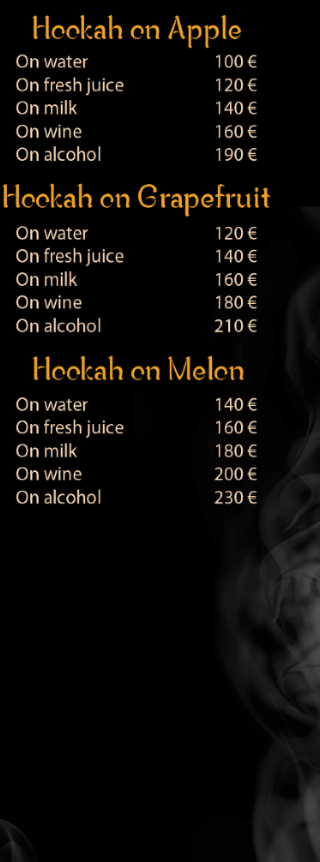 Hookah on Apple
On water 100 €
On fresh juice 120 €
On milk 140 €
On wine 160 €
On alcohol 190 €
Hookah on Grapefruit
On water 120 €
On fresh juice 140 €
On milk 160 €
On wine 180 €
On alcohol 210 €
Hookah on Melon
On water 140 €
On fresh juice 160 €
On milk 180 €
On wine 200 €
On alcohol 230 €